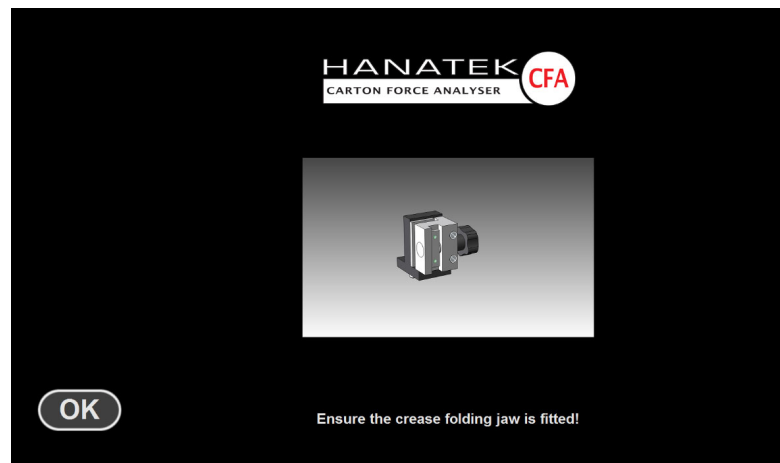 HANATEK
CFA
CARTON FORCE ANALYSER
OK
Ensure the crease folding jaw is fitted!